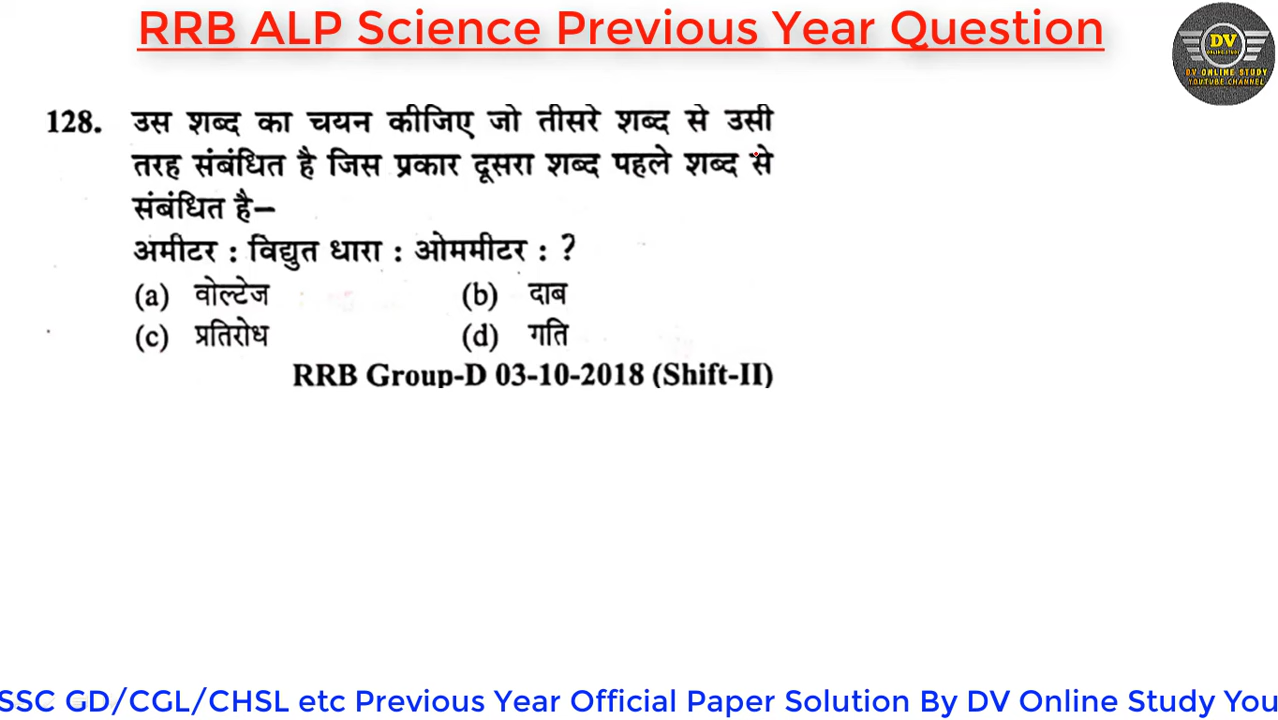 RRB ALP Science Previous Year Question
DV
ONLINE STUDY
DV ONLINE STUDY
YOUTUBE CHANNEL
128. उस शब्द का चयन कीजिए जो तीसरे शब्द से उसी
तरह संबंधित है जिस प्रकार दूसरा शब्द पहले शब्द से
संबंधित है–
अमीटर : विद्युत धारा : ओममीटर : ?
(a) वोल्टेज (b) दाब
(c) प्रतिरोध (d) गति
RRB Group-D 03-10-2018 (Shift-II)
SSC GD/CGL/CHSL etc Previous Year Official Paper Solution By DV Online Study You